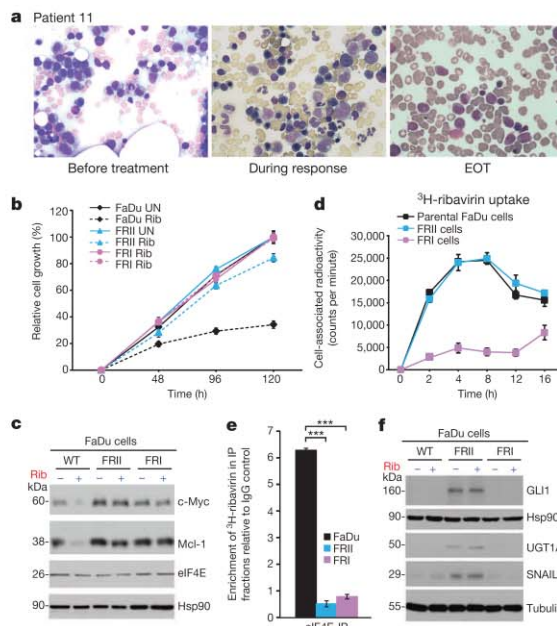 a Patient 11
Before treatment
During response
EOT
b
FaDu UN
FaDu Rib
FRII UN
FRII Rib
FRI Rib
FRI Rib
Relative cell growth (%)
120
100
80
60
40
20
0
0 48 96 120
Time (h)
d
³H-ribavirin uptake
Parental FaDu cells
FRII cells
FRI cells
Cell-associated radioactivity
(counts per minute)
30,000
25,000
20,000
15,000
10,000
5,000
0
0 2 4 8 12 16
Time (h)
c
FaDu cells
WT FRII FRI
Rib − + − + − +
kDa
60 c-Myc
38 Mcl-1
26 eIF4E
90 Hsp90
e
Enrichment of ³H-ribavirin in IP
fractions relative to IgG control
7
6
5
4
3
2
1
0
***
***
FaDu
FRII
FRI
f
FaDu cells
WT FRII FRI
Rib − + − + − +
kDa
160 GLI1
90 Hsp90
50 UGT1A
29 SNAIL
55 Tubulin